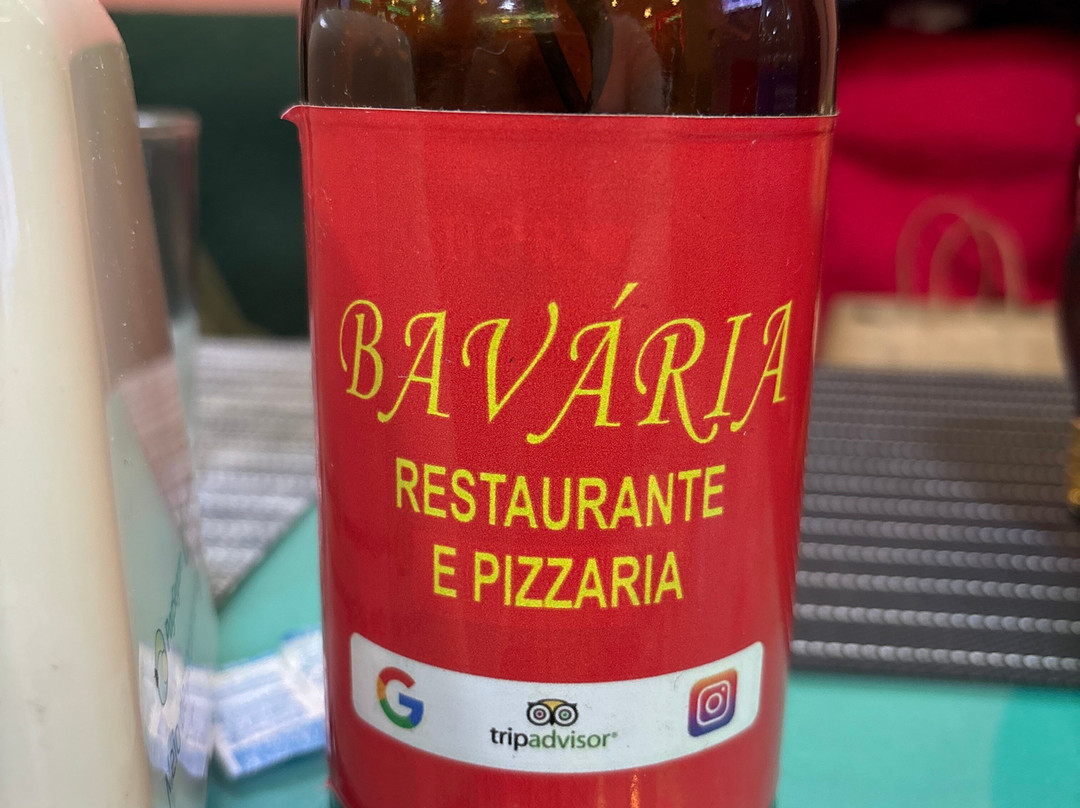 BAVÁRIA
RESTAURANTE
E PIZZARIA
G
tripadvisor®